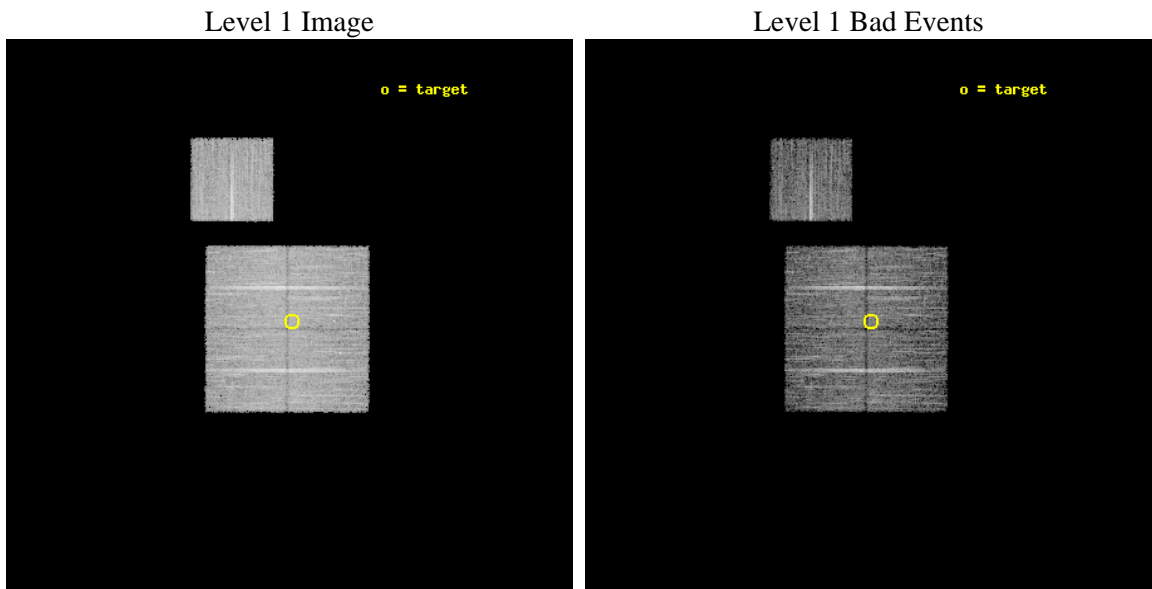 Level 1 Image
Level 1 Bad Events
o = target
o = target